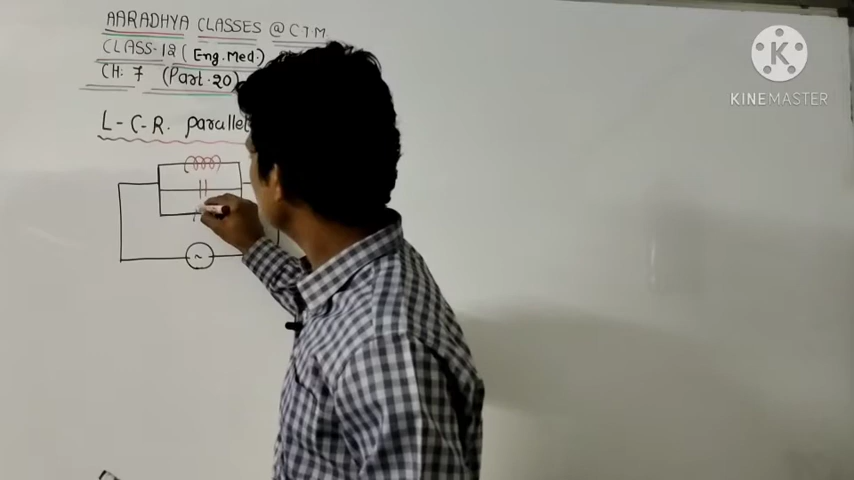 AARADHYA CLASSES @ CTM
CLASS-12 (Eng. Med.)
CH. 7 (Part. 20)
L-C-R. parallel
~
K
KINEMASTER